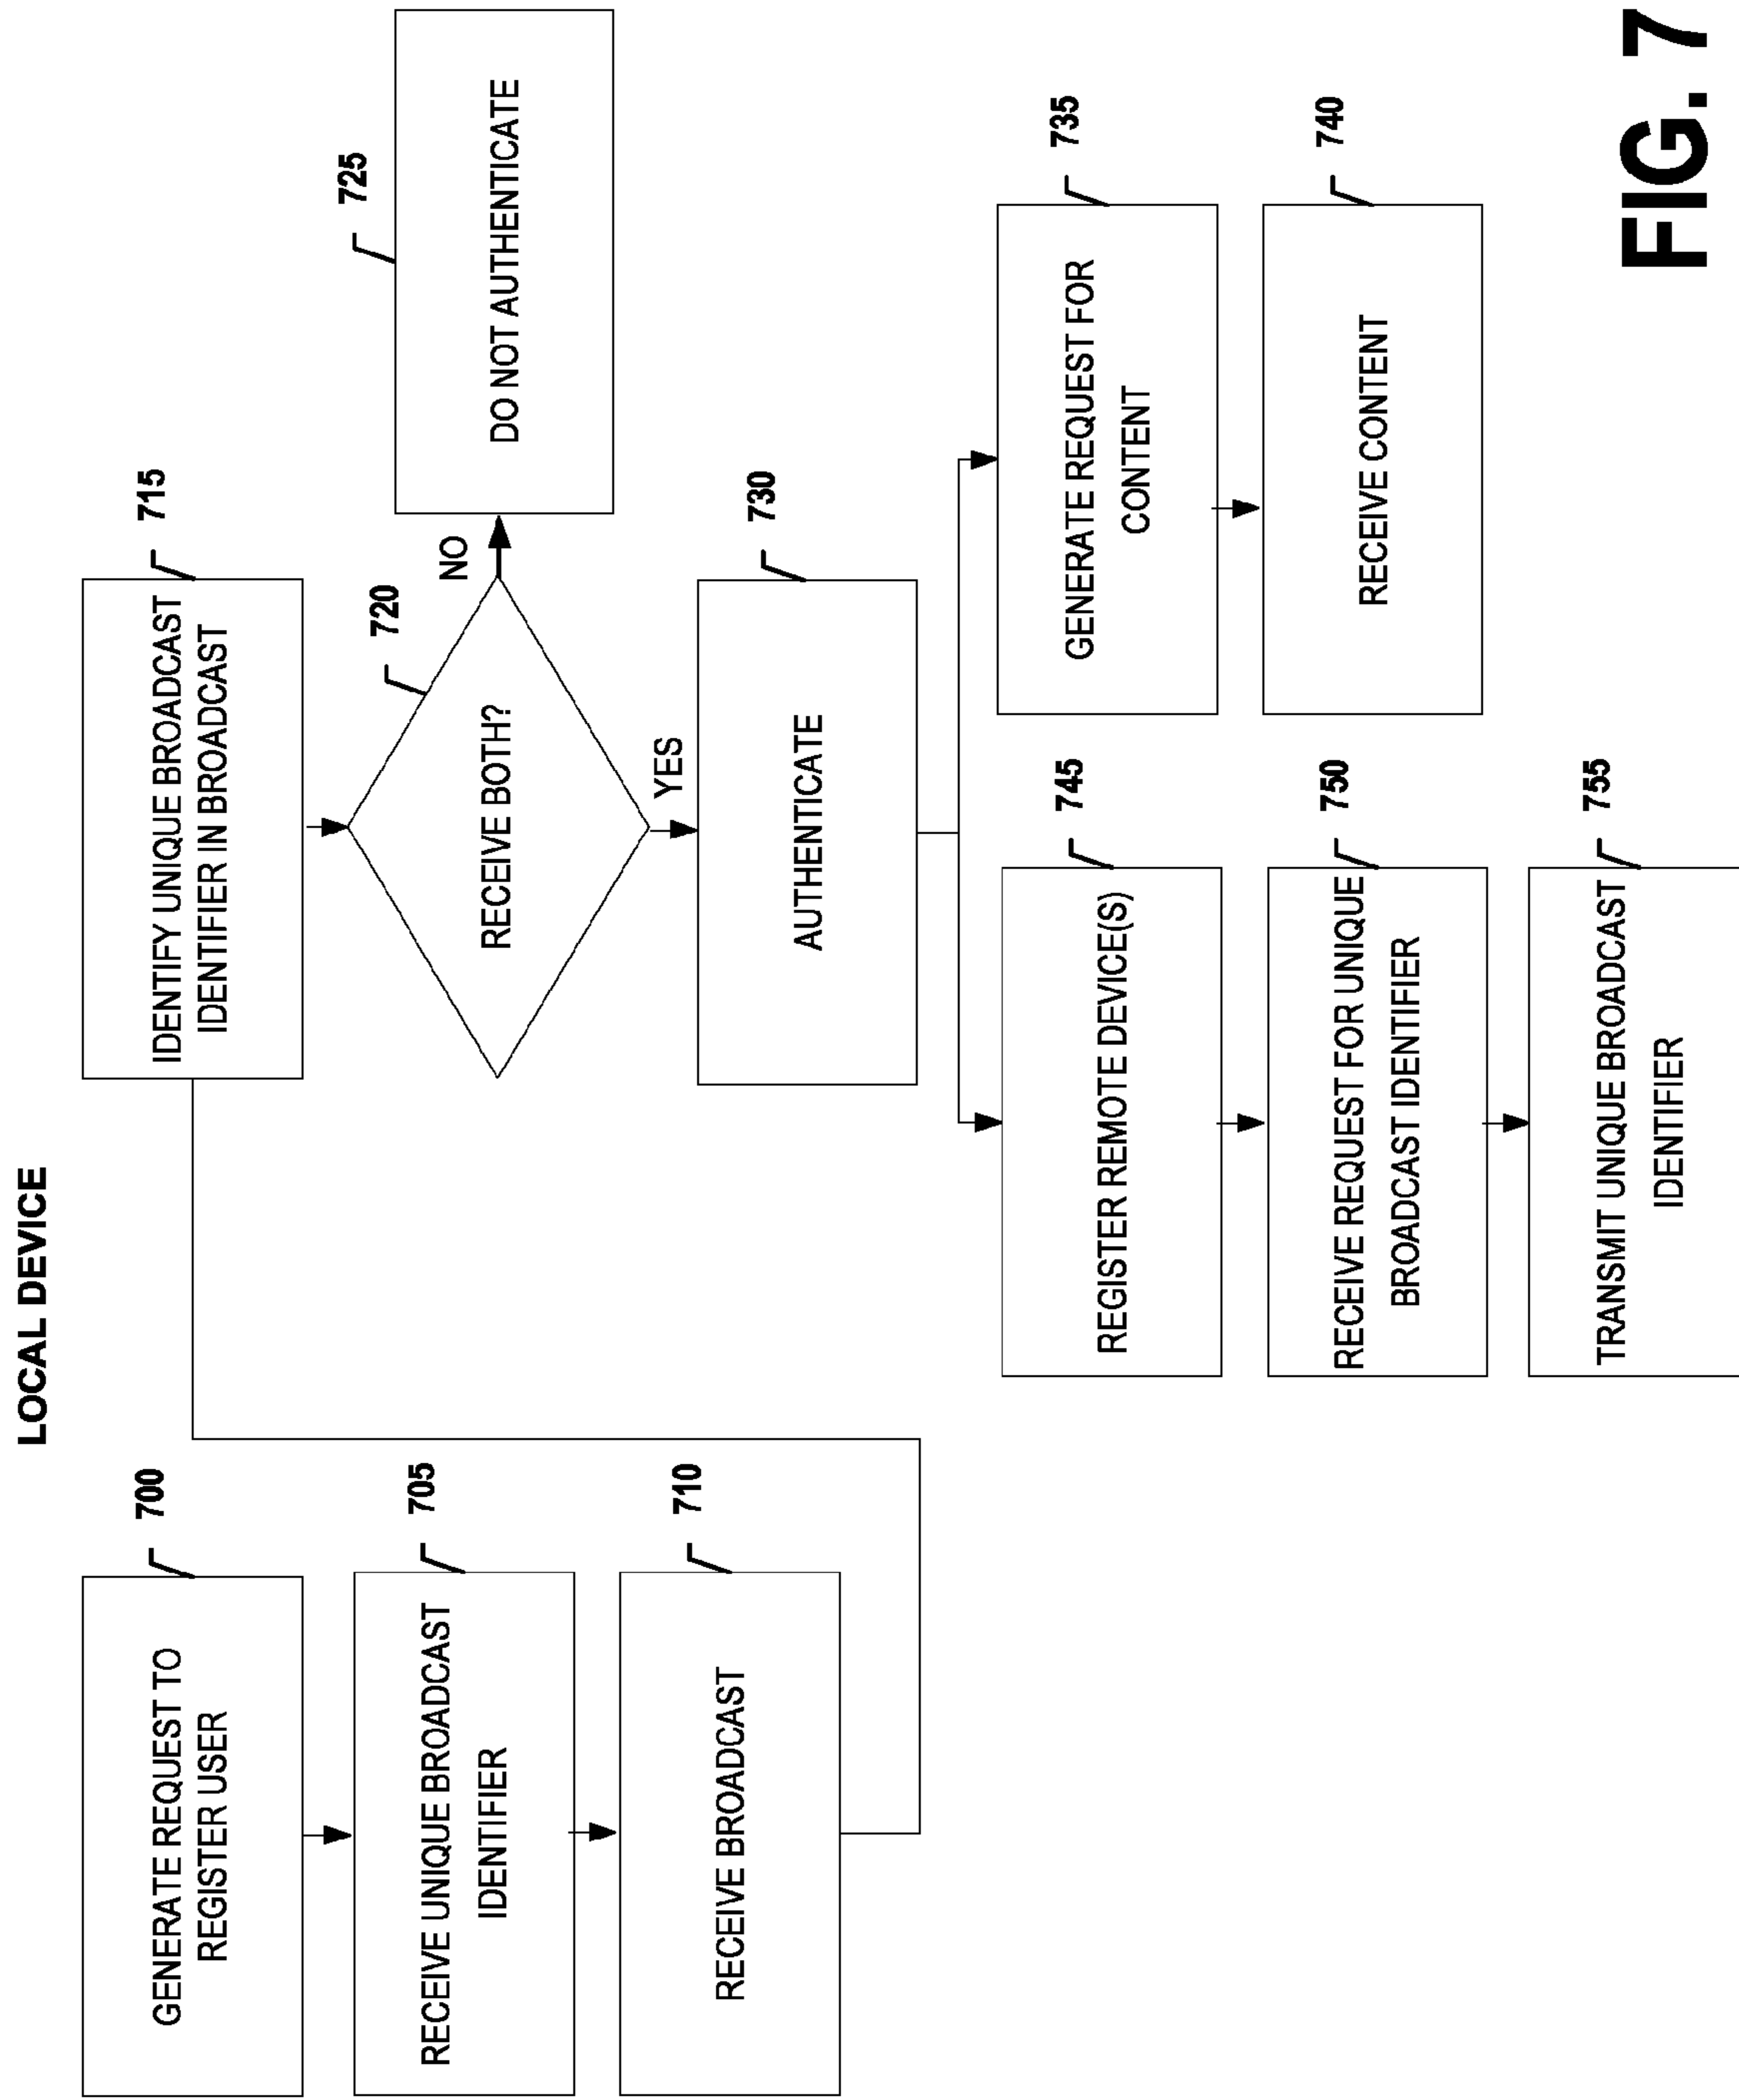 LOCAL DEVICE
700
GENERATE REQUEST TO
REGISTER USER
705
RECEIVE UNIQUE BROADCAST
IDENTIFIER
710
RECEIVE BROADCAST
715
IDENTIFY UNIQUE BROADCAST
IDENTIFIER IN BROADCAST
720
RECEIVE BOTH?
NO
725
DO NOT AUTHENTICATE
YES
730
AUTHENTICATE
735
GENERATE REQUEST FOR
CONTENT
740
RECEIVE CONTENT
745
REGISTER REMOTE DEVICE(S)
750
RECEIVE REQUEST FOR UNIQUE
BROADCAST IDENTIFIER
755
TRANSMIT UNIQUE BROADCAST
IDENTIFIER
FIG. 7